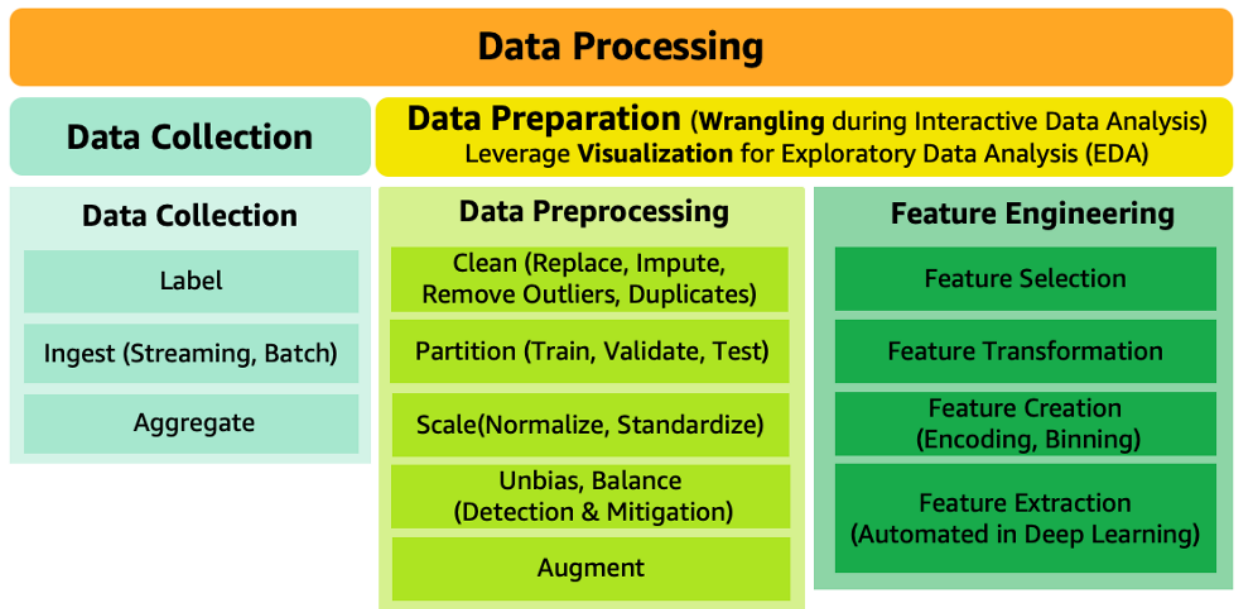 Data Processing
Data Collection
Data Preparation (Wrangling during Interactive Data Analysis)
Leverage Visualization for Exploratory Data Analysis (EDA)
Data Collection
Label
Ingest (Streaming, Batch)
Aggregate
Data Preprocessing
Clean (Replace, Impute,
Remove Outliers, Duplicates)
Partition (Train, Validate, Test)
Scale(Normalize, Standardize)
Unbias, Balance
(Detection & Mitigation)
Augment
Feature Engineering
Feature Selection
Feature Transformation
Feature Creation
(Encoding, Binning)
Feature Extraction
(Automated in Deep Learning)